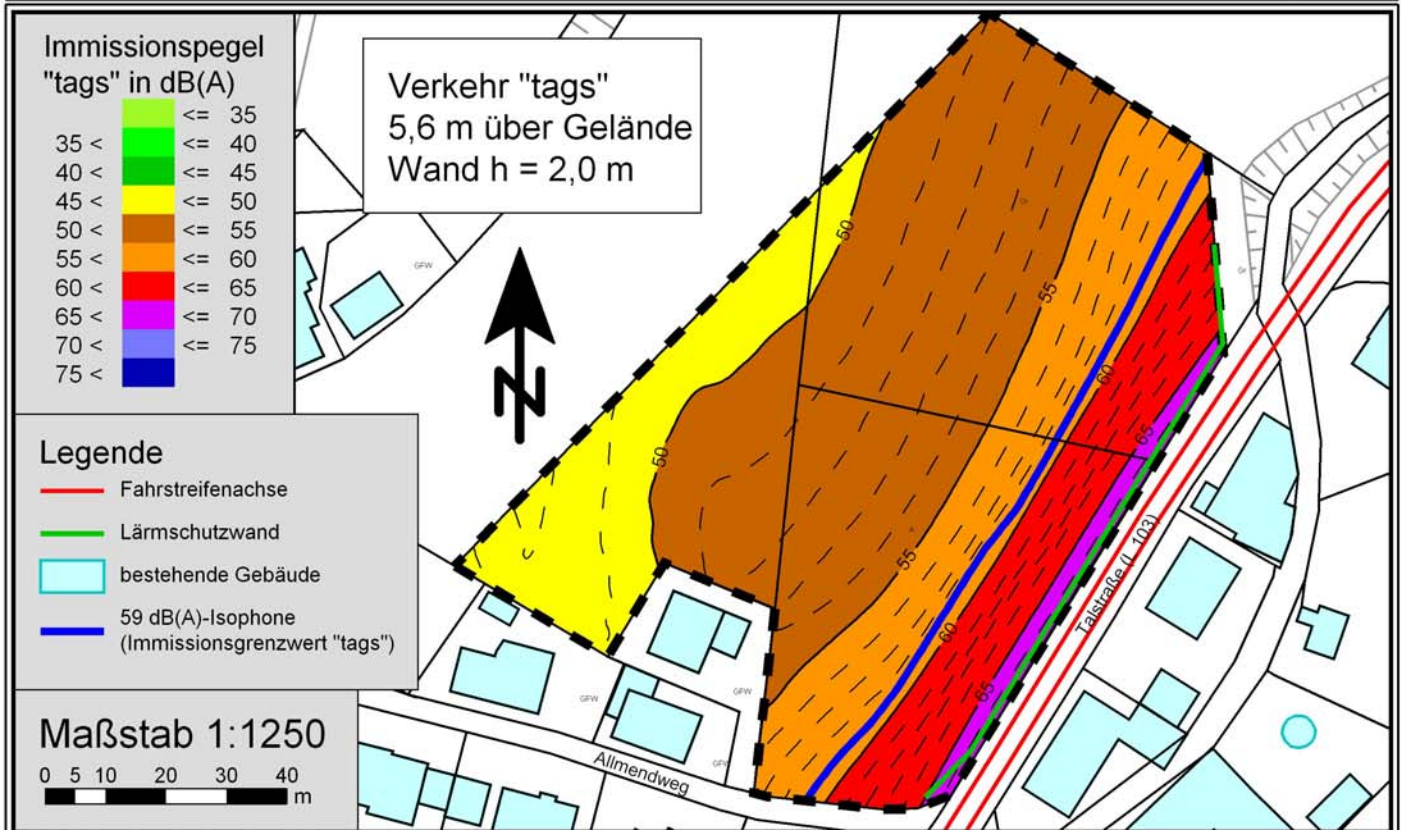 Immissionspegel
"tags" in dB(A)
<= 35
35 < <= 40
40 < <= 45
45 < <= 50
50 < <= 55
55 < <= 60
60 < <= 65
65 < <= 70
70 < <= 75
75 <
Verkehr "tags"
5,6 m über Gelände
Wand h = 2,0 m
N
Legende
Fahrstreifenachse
Lärmschutzwand
bestehende Gebäude
59 dB(A)-Isophone
(Immissionsgrenzwert "tags")
Maßstab 1:1250
0 5 10 20 30 40
m
GFW
50
55
60
65
50
55
60
65
GFW
GFW
GFW
Allmendweg
Talstraße (L 103)